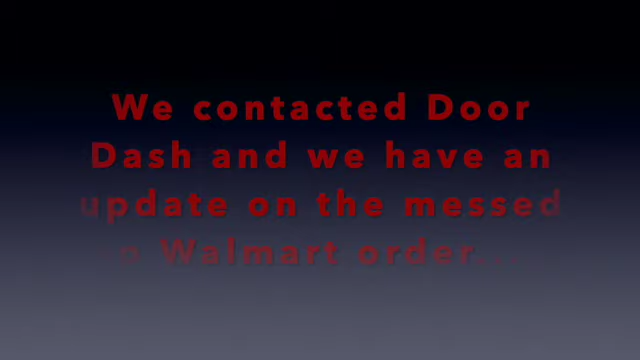 We contacted Door
Dash and we have an
update on the messed
Walmart order...